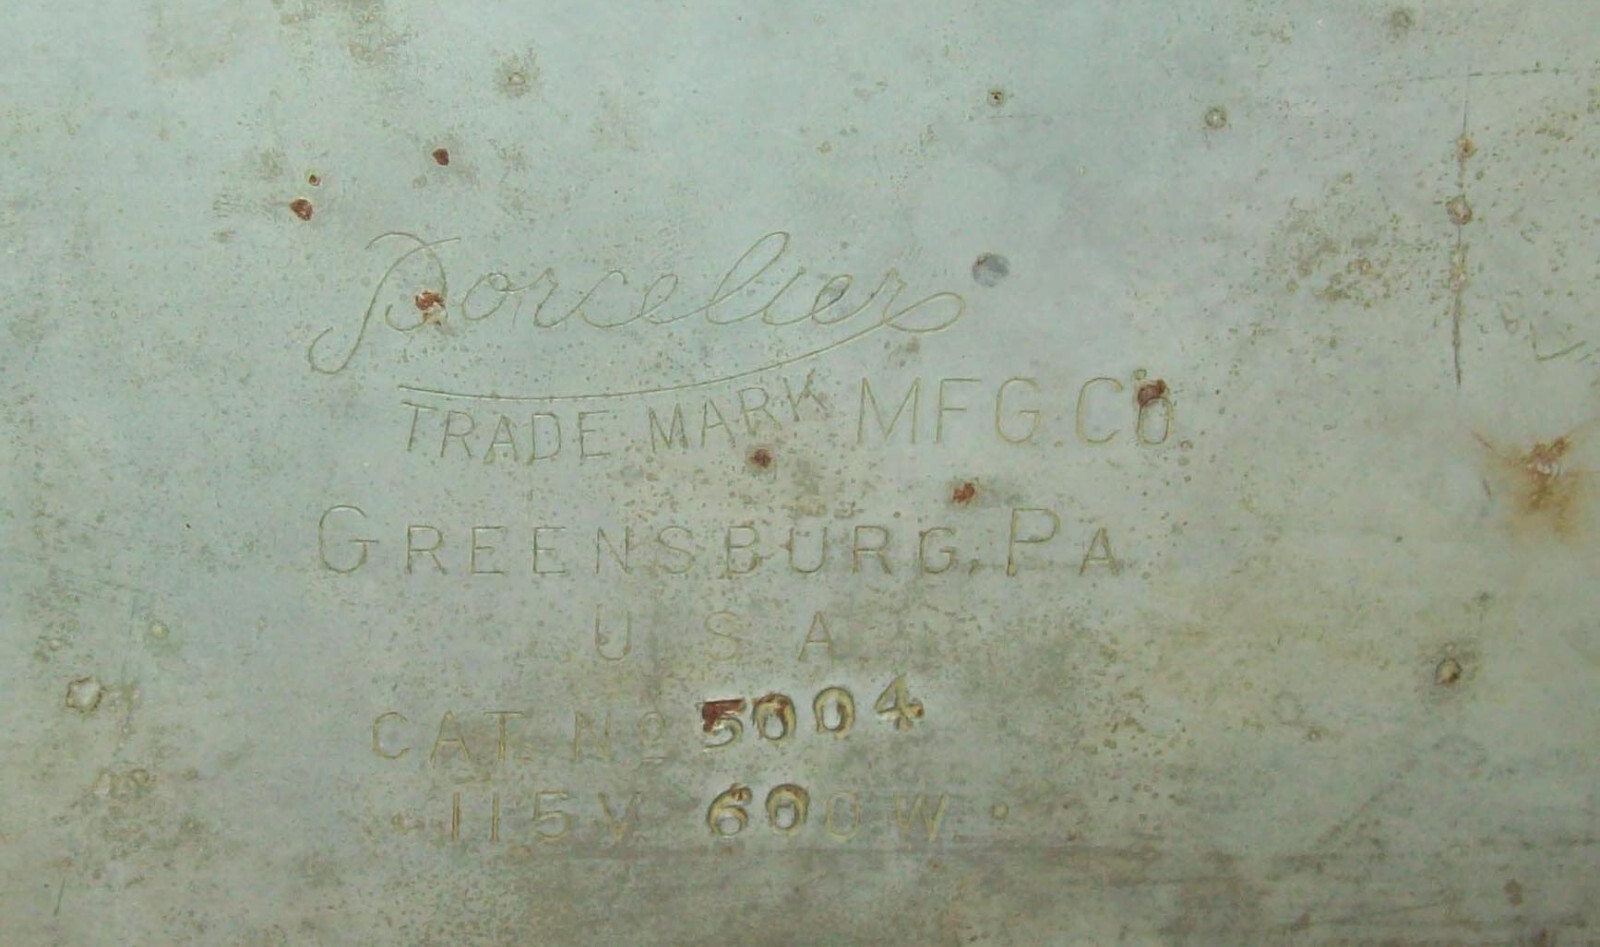 Porcelier
TRADE MARK MFG. CO.
GREENSBURG, PA
U S A
CAT. No 5004
115V 600W